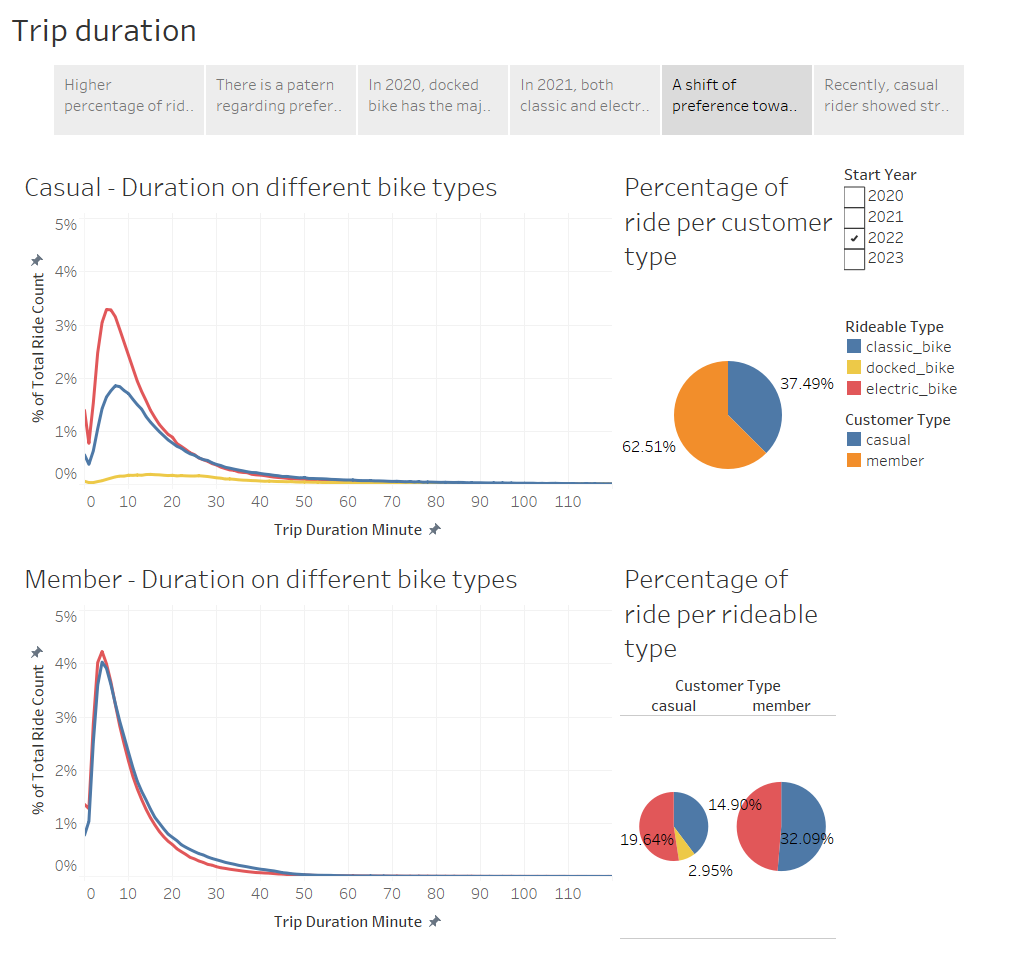 Trip duration
Higher
percentage of rid..
There is a patern
regarding prefer..
In 2020, docked
bike has the maj..
In 2021, both
classic and electr..
A shift of
preference towa..
Recently, casual
rider showed str..
Casual - Duration on different bike types
5%
4%
3%
2%
1%
0%
% of Total Ride Count
0 10 20 30 40 50 60 70 80 90 100 110
Trip Duration Minute
Percentage of
ride per customer
type
37.49%
62.51%
Start Year
2020
2021
2022
2023
Rideable Type
classic_bike
docked_bike
electric_bike
Customer Type
casual
member
Member - Duration on different bike types
5%
4%
3%
2%
1%
0%
% of Total Ride Count
0 10 20 30 40 50 60 70 80 90 100 110
Trip Duration Minute
Percentage of
ride per rideable
type
Customer Type
casual member
14.90%
19.64%
32.09%
2.95%